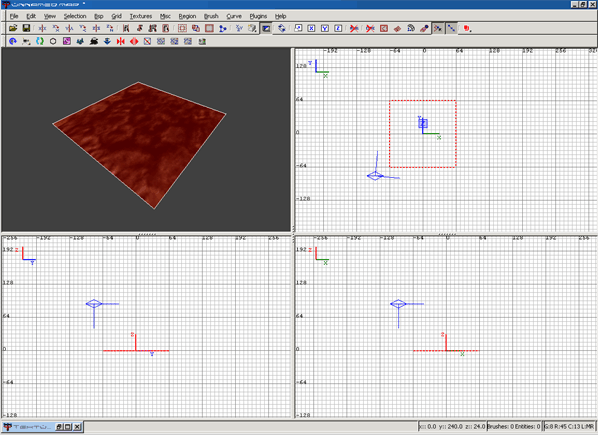 unnamed.map *
File Edit View Selection Bsp Grid Textures Misc Region Brush Curve Plugins Help
-192 -128 -64 0 64 128 192 256 320
Y
X
128
64
0
-64
-128
Y
X
-256 -192 -128 -64 0 64 128 192 256
192
128
64
0
-64
-128
Z
Y
Z
Y
-256 -192 -128 -64 0 64 128 192 256
192
128
64
0
-64
-128
Z
X
Z
X
x:: 0.0 y:: 240.0 z:: 24.0 Brushes: 0 Entities: 0 G:8 R:45 C:13 L:MR